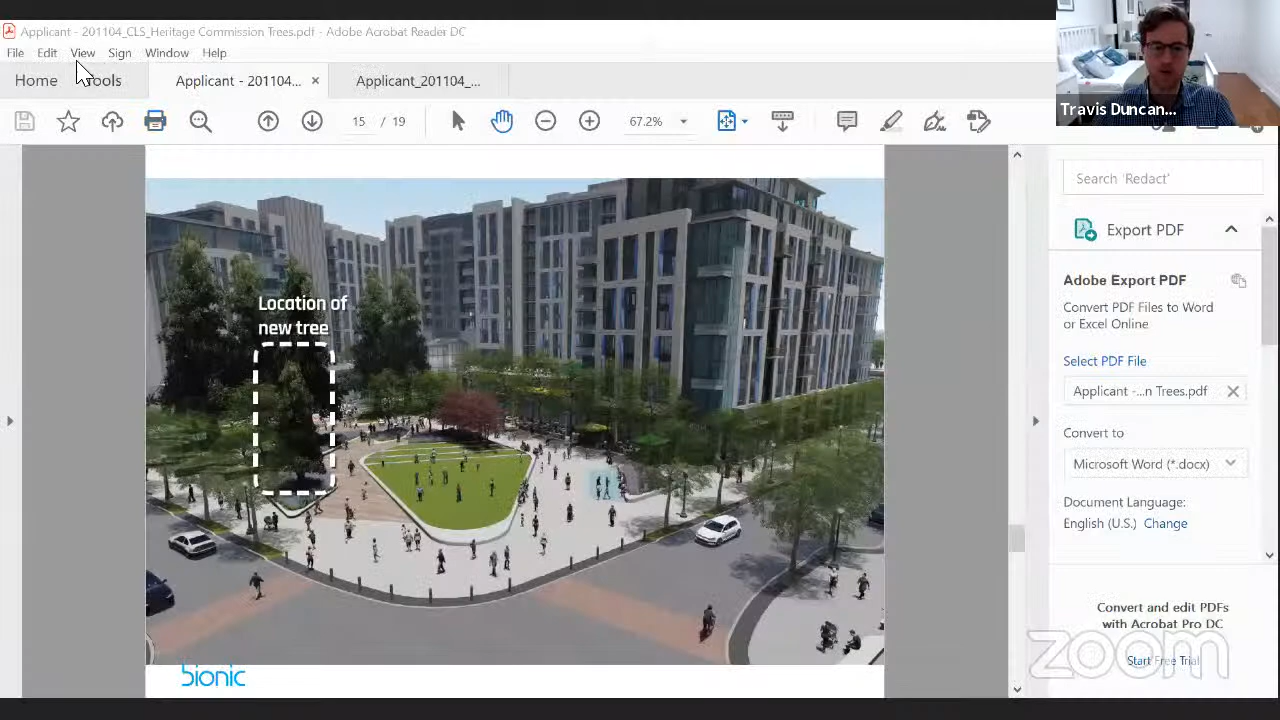 Applicant - 201104_CLS_Heritage Commission Trees.pdf - Adobe Acrobat Reader DC
File Edit View Sign Window Help
Home Tools Applicant - 201104... × Applicant_201104_...
15 / 19 67.2%
Travis Duncan...
Search 'Redact'
Export PDF
Adobe Export PDF
Convert PDF Files to Word
or Excel Online
Select PDF File
Applicant -...n Trees.pdf
Convert to
Microsoft Word (*.docx)
Document Language:
English (U.S.) Change
Convert and edit PDFs
with Acrobat Pro DC
Start Free Trial
zoom
Location of
new tree
bionic